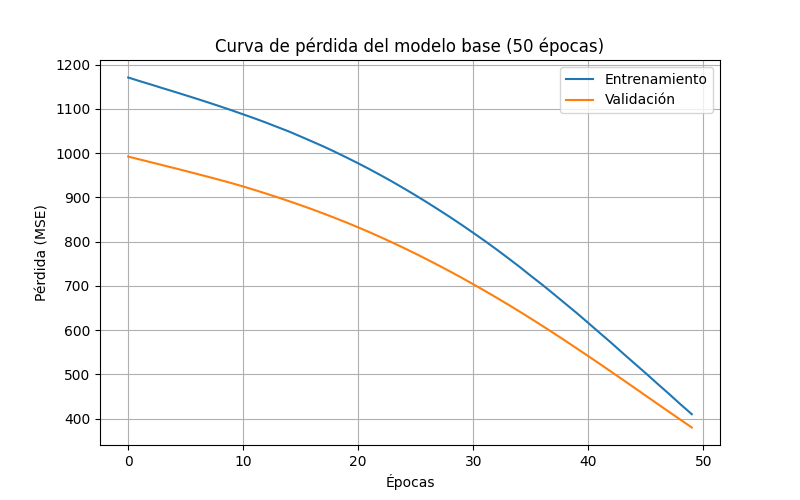 Curva de pérdida del modelo base (50 épocas)
1200
1100
1000
900
800
700
600
500
400
Pérdida (MSE)
Entrenamiento
Validación
0 10 20 30 40 50
Épocas